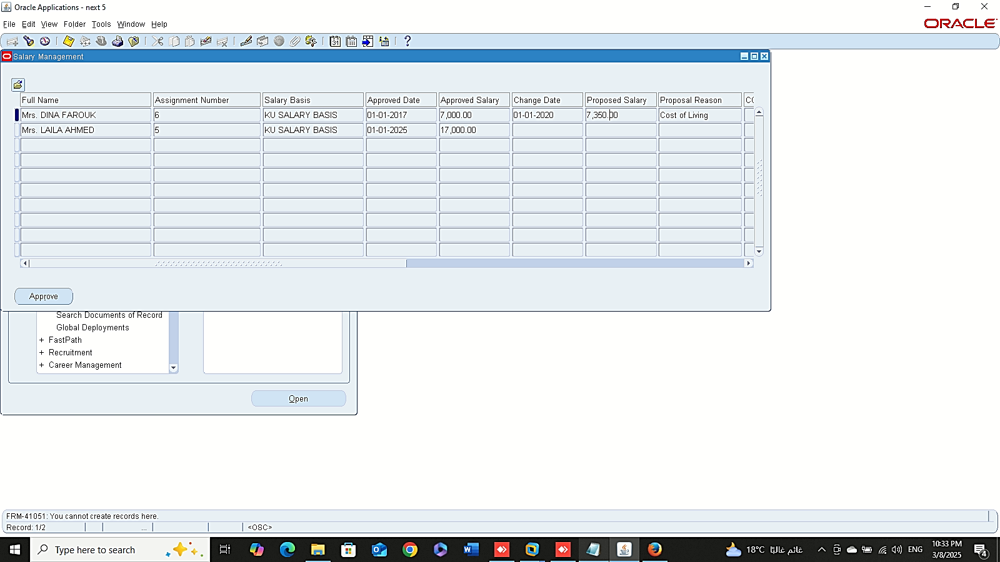 Oracle Applications - next 5
File Edit View Folder Tools Window Help
ORACLE
31
?
Salary Management
Full Name Assignment Number Salary Basis Approved Date Approved Salary Change Date Proposed Salary Proposal Reason
Mrs. DINA FAROUK 6 KU SALARY BASIS 01-01-2017 7,000.00 01-01-2020 7,350.00 Cost of Living
Mrs. LAILA AHMED 5 KU SALARY BASIS 01-01-2025 17,000.00
Approve
Search Documents of Record
Global Deployments
+ FastPath
+ Recruitment
+ Career Management
Open
FRM-41051: You cannot create records here.
Record: 1/2 ... <OSC>
Type here to search
18°C غائم غالبًا
ENG
10:33 PM
3/8/2025
4